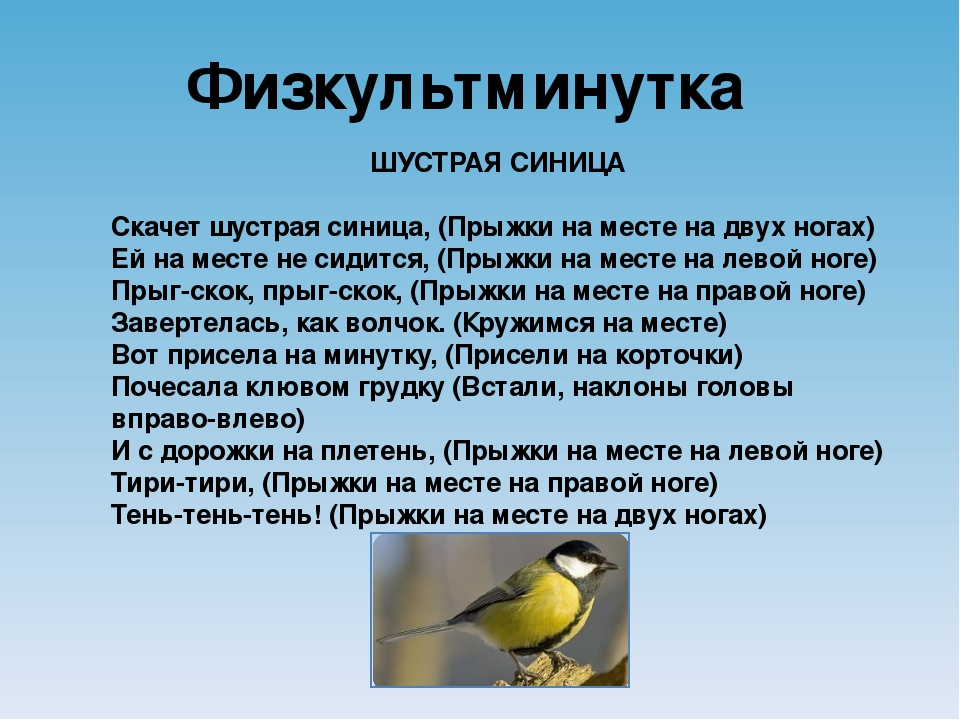 Физкультминутка
ШУСТРАЯ СИНИЦА
Скачет шустрая синица, (Прыжки на месте на двух ногах)
Ей на месте не сидится, (Прыжки на месте на левой ноге)
Прыг-скок, прыг-скок, (Прыжки на месте на правой ноге)
Завертелась, как волчок. (Кружимся на месте)
Вот присела на минутку, (Присели на корточки)
Почесала клювом грудку (Встали, наклоны головы
вправо-влево)
И с дорожки на плетень, (Прыжки на месте на левой ноге)
Тири-тири, (Прыжки на месте на правой ноге)
Тень-тень-тень! (Прыжки на месте на двух ногах)